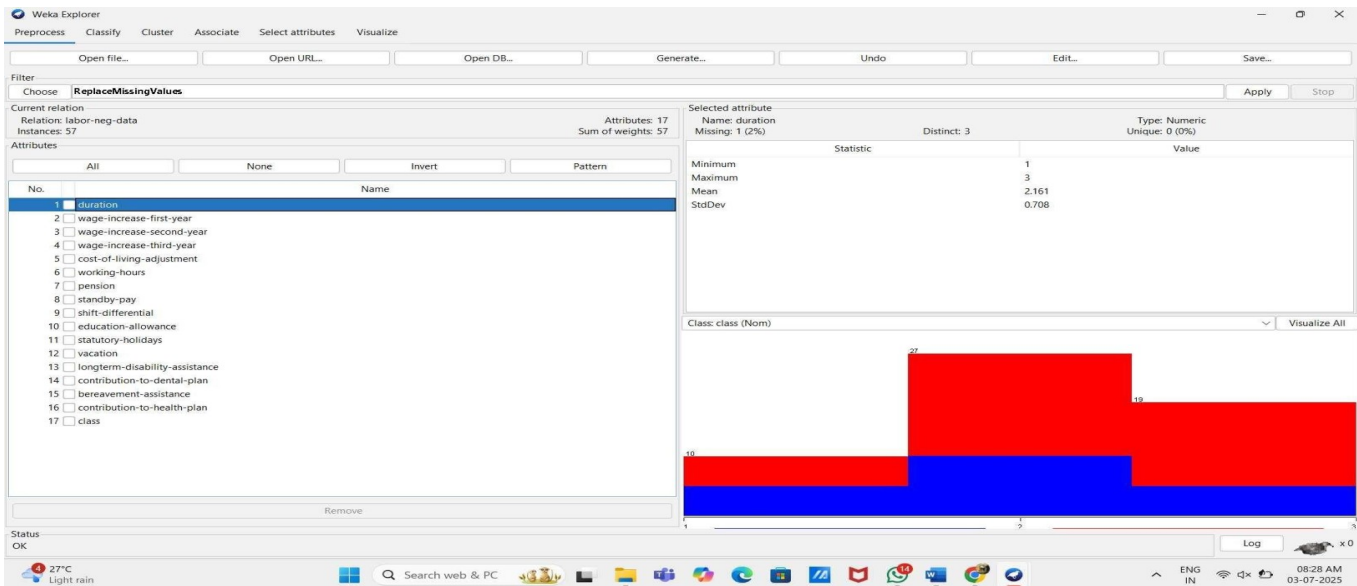 Weka Explorer
Preprocess Classify Cluster Associate Select attributes Visualize
Open file... Open URL... Open DB... Generate... Undo Edit... Save...
Filter
Choose ReplaceMissingValues Apply Stop
Current relation
Relation: labor-neg-data Attributes: 17
Instances: 57 Sum of weights: 57
Attributes
All None Invert Pattern
No. Name
1 duration
2 wage-increase-first-year
3 wage-increase-second-year
4 wage-increase-third-year
5 cost-of-living-adjustment
6 working-hours
7 pension
8 standby-pay
9 shift-differential
10 education-allowance
11 statutory-holidays
12 vacation
13 longterm-disability-assistance
14 contribution-to-dental-plan
15 bereavement-assistance
16 contribution-to-health-plan
17 class
Remove
Selected attribute
Name: duration Type: Numeric
Missing: 1 (2%) Distinct: 3 Unique: 0 (0%)
Statistic Value
Minimum 1
Maximum 3
Mean 2.161
StdDev 0.708
Class: class (Nom) Visualize All
27
19
10
1 2 3
Status
OK
Log x 0
4 27°C
Light rain
Search web & PC
14
ENG
IN
08:28 AM
03-07-2025